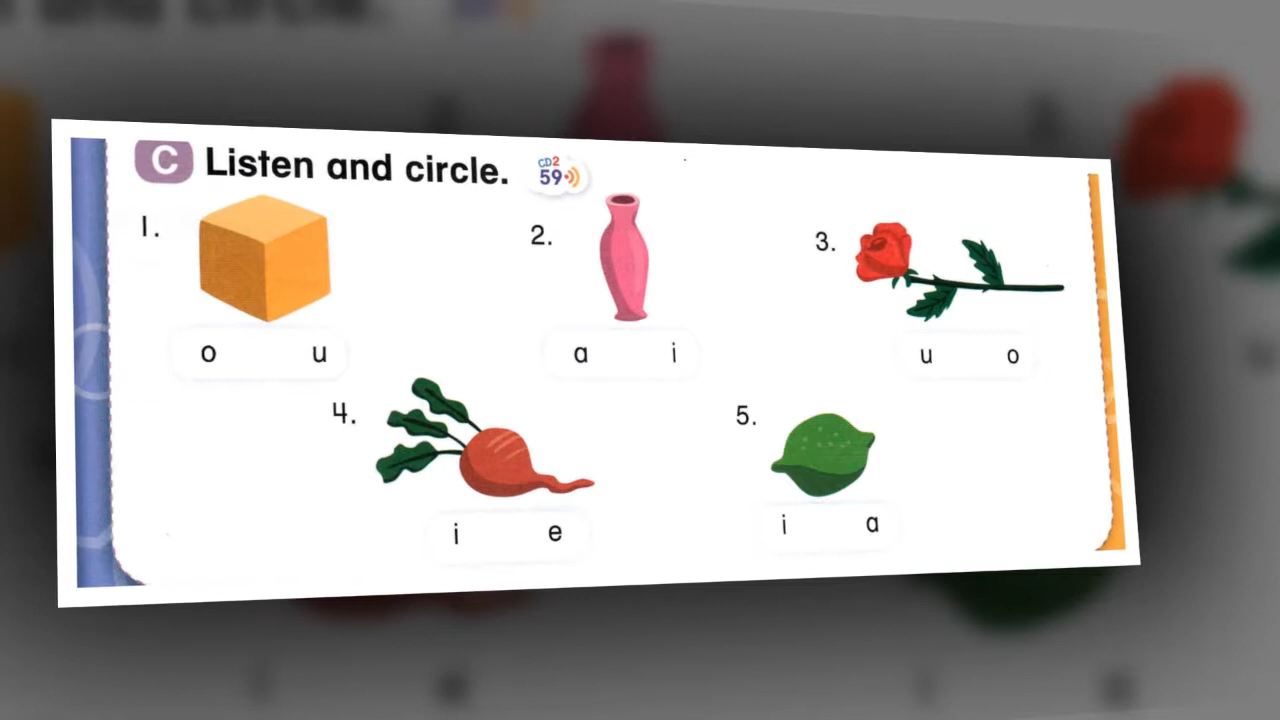 C Listen and circle. CD2 59
1. 2. 3.
o u a i u o
4. 5.
i e i a